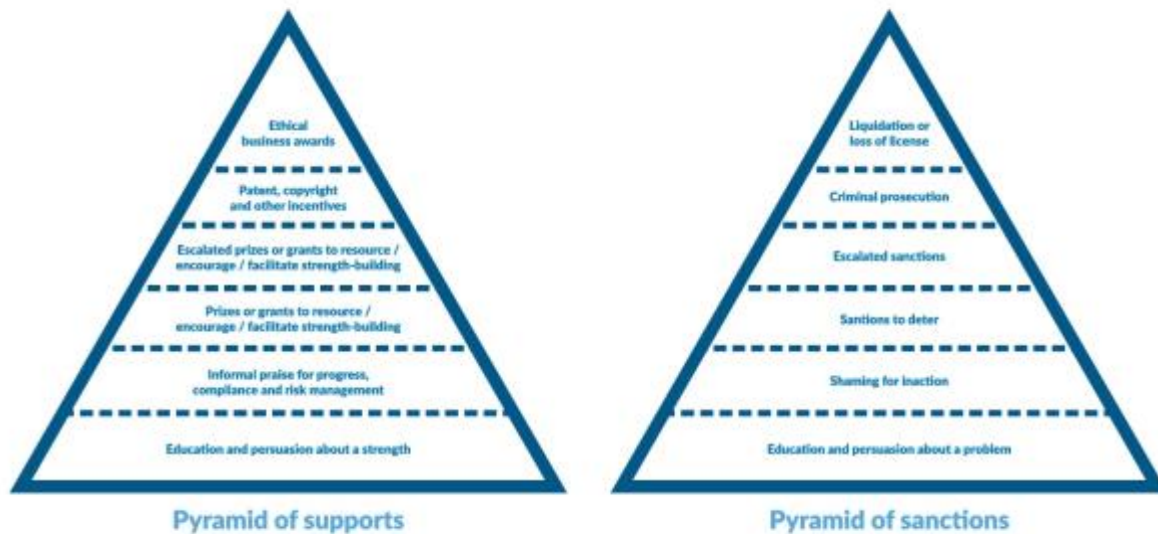 Ethical
business awards
Patent, copyright
and other incentives
Escalated prizes or grants to resource /
encourage / facilitate strength-building
Prizes or grants to resource /
encourage / facilitate strength-building
Informal praise for progress,
compliance and risk management
Education and persuasion about a strength
Pyramid of supports
Liquidation or
loss of license
Criminal prosecution
Escalated sanctions
Santions to deter
Shaming for inaction
Education and persuasion about a problem
Pyramid of sanctions